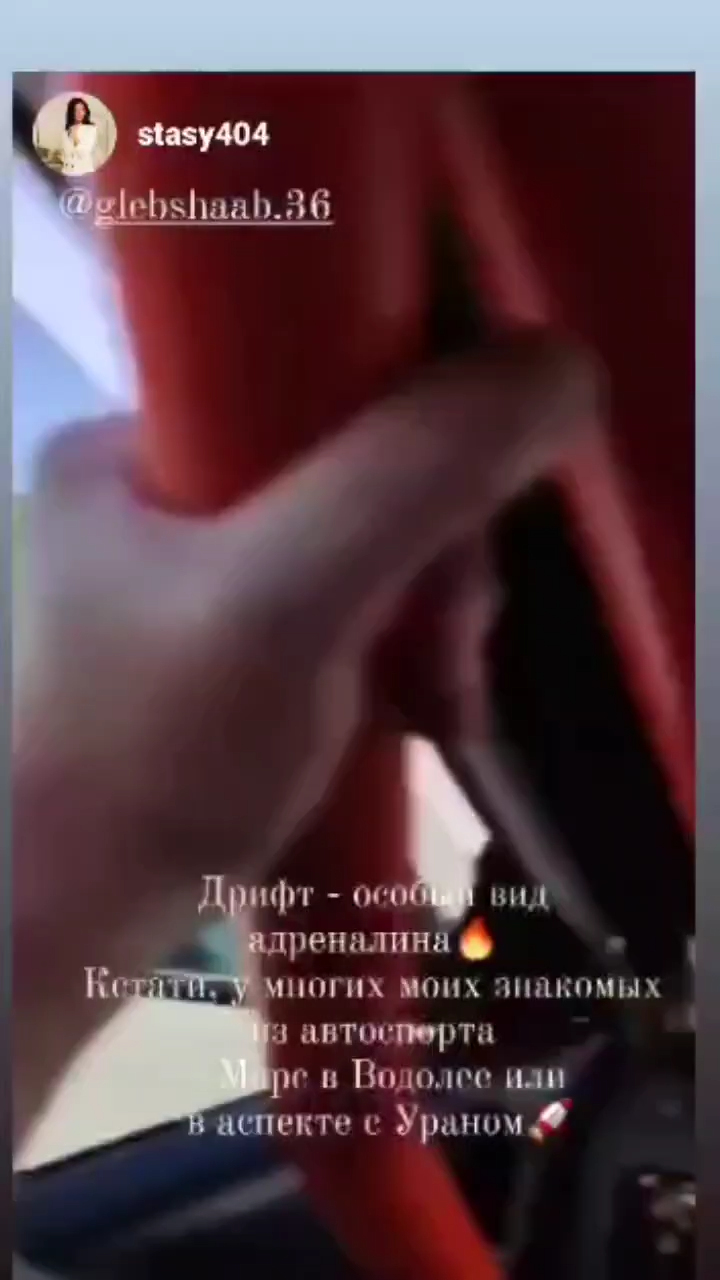 stasy404
@glebshaab.36
Дрифт - особый вид
адреналина🔥
Кстати, у многих моих знакомых
из автоспорта
Марс в Водолее или
в аспекте с Ураном🚀